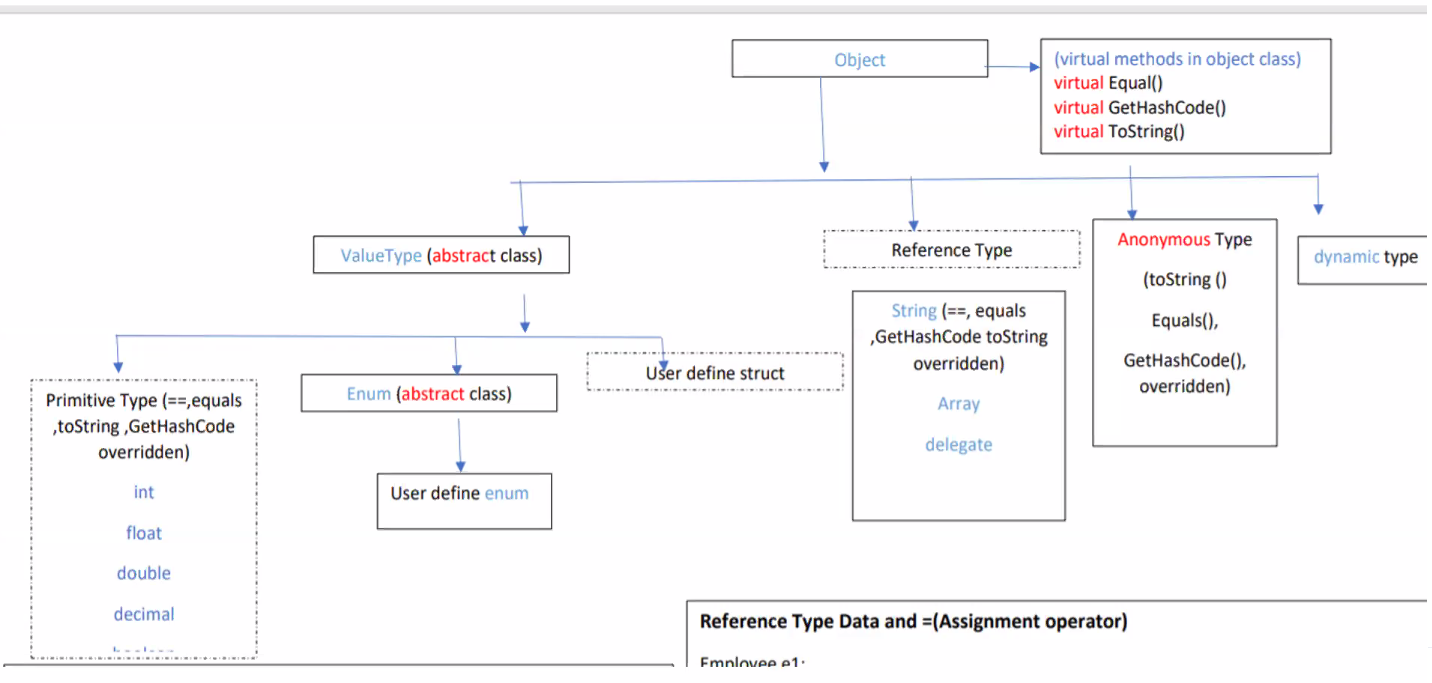 Object
(virtual methods in object class)
virtual Equal()
virtual GetHashCode()
virtual ToString()
ValueType (abstract class)
Reference Type
Anonymous Type
(toString ()
Equals(),
GetHashCode(),
overridden)
dynamic type
String (==, equals
,GetHashCode toString
overridden)
Array
delegate
Primitive Type (==,equals
,toString ,GetHashCode
overridden)
int
float
double
decimal
Enum (abstract class)
User define struct
User define enum
Reference Type Data and =(Assignment operator)
Employee e1;